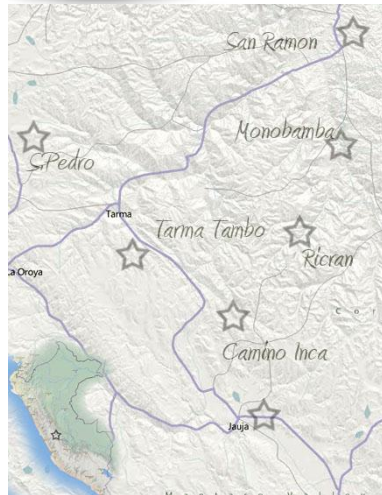 San Ramon
Monobamba
S.Pedro
Tarma
Tarma Tambo
Ricran
La Oroya
C o r
Camino Inca
Jauja